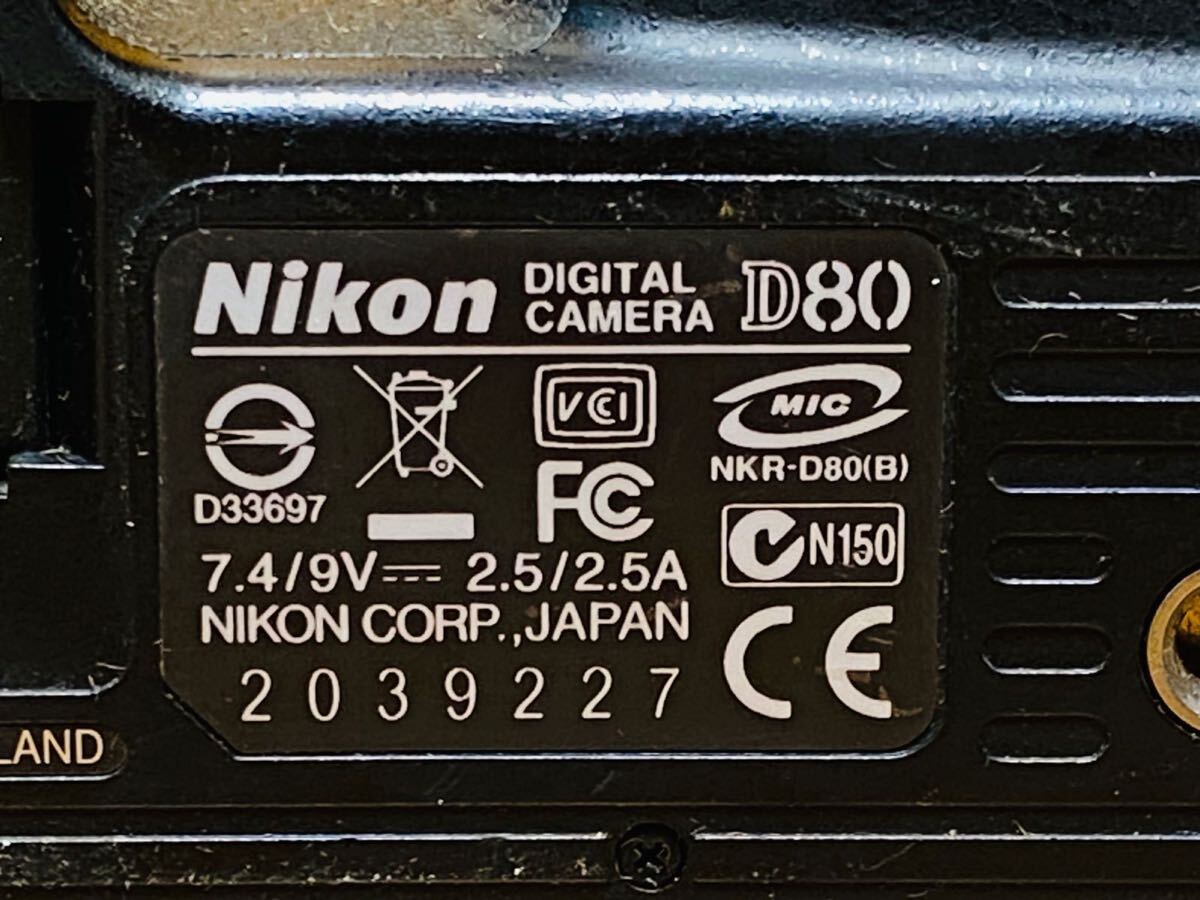 Nikon DIGITAL CAMERA D80
VCI
MIC
NKR-D80(B)
D33697
FC
N150
7.4/9V 2.5/2.5A
NIKON CORP.,JAPAN
CE
2039227
LAND